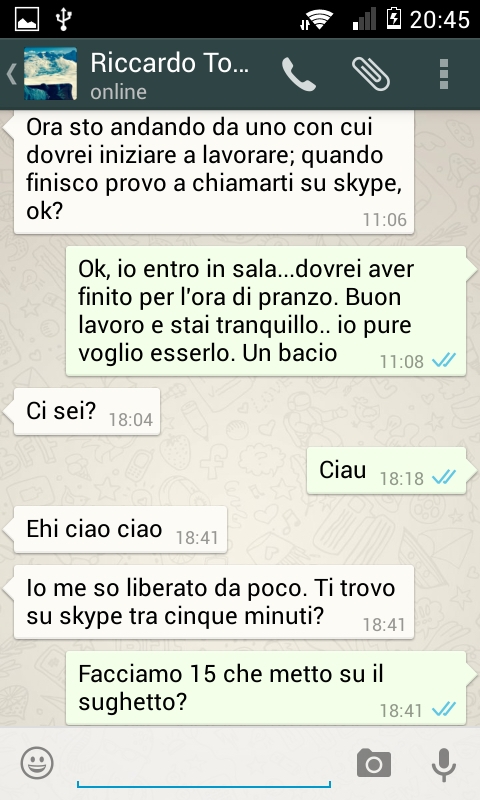 20:45
Riccardo To...
online
Ora sto andando da uno con cui
dovrei iniziare a lavorare; quando
finisco provo a chiamarti su skype,
ok?
11:06
Ok, io entro in sala...dovrei aver
finito per l'ora di pranzo. Buon
lavoro e stai tranquillo.. io pure
voglio esserlo. Un bacio
11:08
Ci sei?
18:04
Ciau
18:18
Ehi ciao ciao
18:41
Io me so liberato da poco. Ti trovo
su skype tra cinque minuti?
18:41
Facciamo 15 che metto su il
sughetto?
18:41